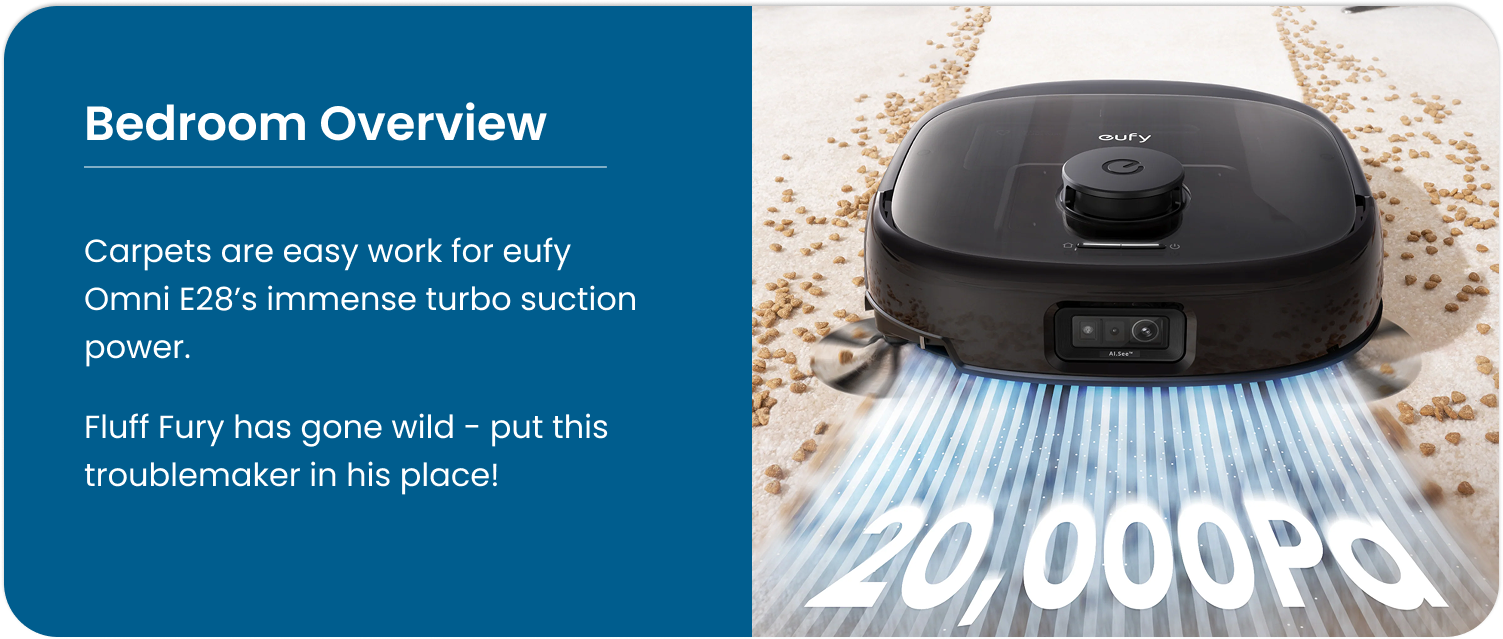 Bedroom Overview
Carpets are easy work for eufy
Omni E28’s immense turbo suction
power.
Fluff Fury has gone wild - put this
troublemaker in his place!
eufy
AI.See™
20,000Pa